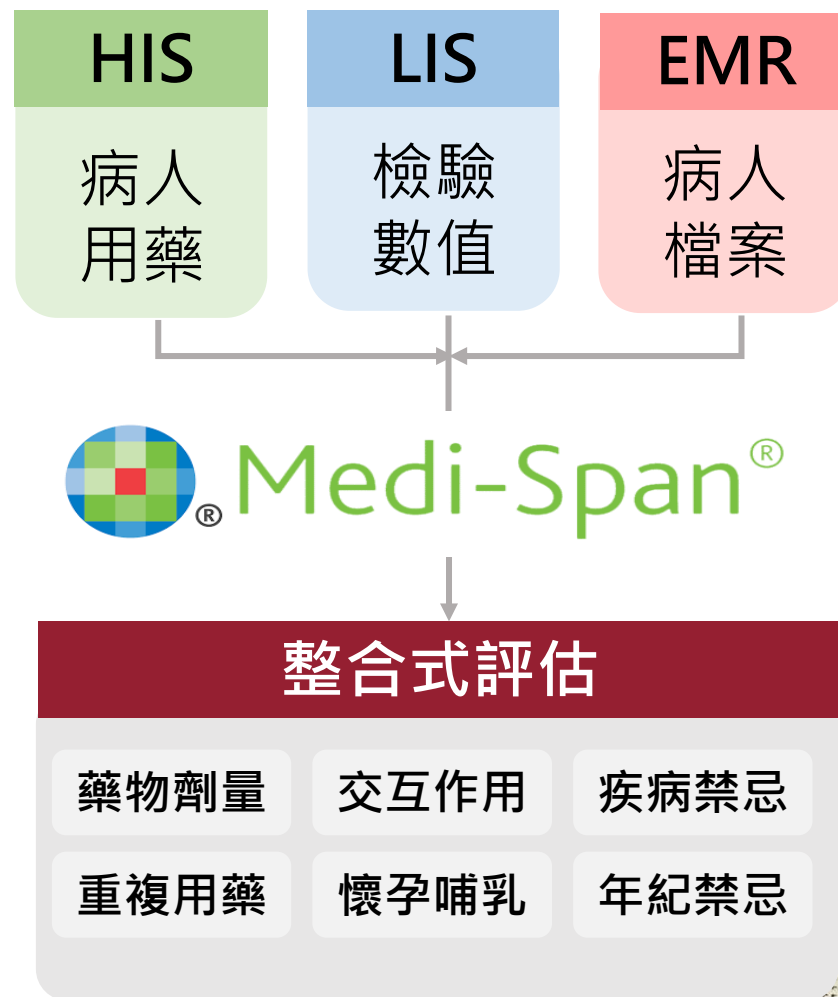 HIS
病人
用藥
LIS
檢驗
數值
EMR
病人
檔案
® Medi-Span®
整合式評估
藥物劑量 交互作用 疾病禁忌
重複用藥 懷孕哺乳 年紀禁忌